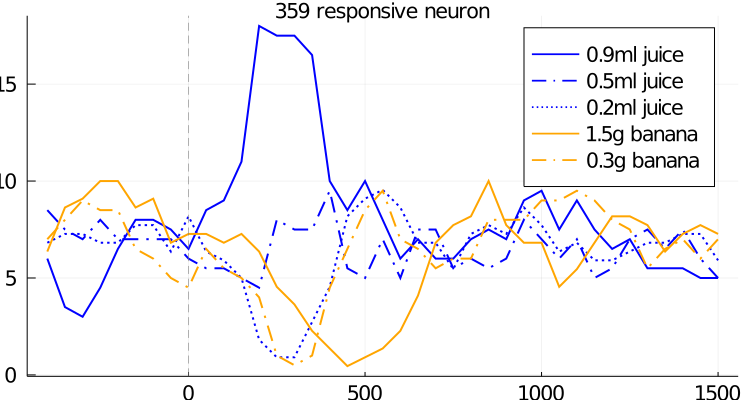 359 responsive neuron
0.9ml juice
0.5ml juice
0.2ml juice
1.5g banana
0.3g banana
15
10
5
0
0 500 1000 1500